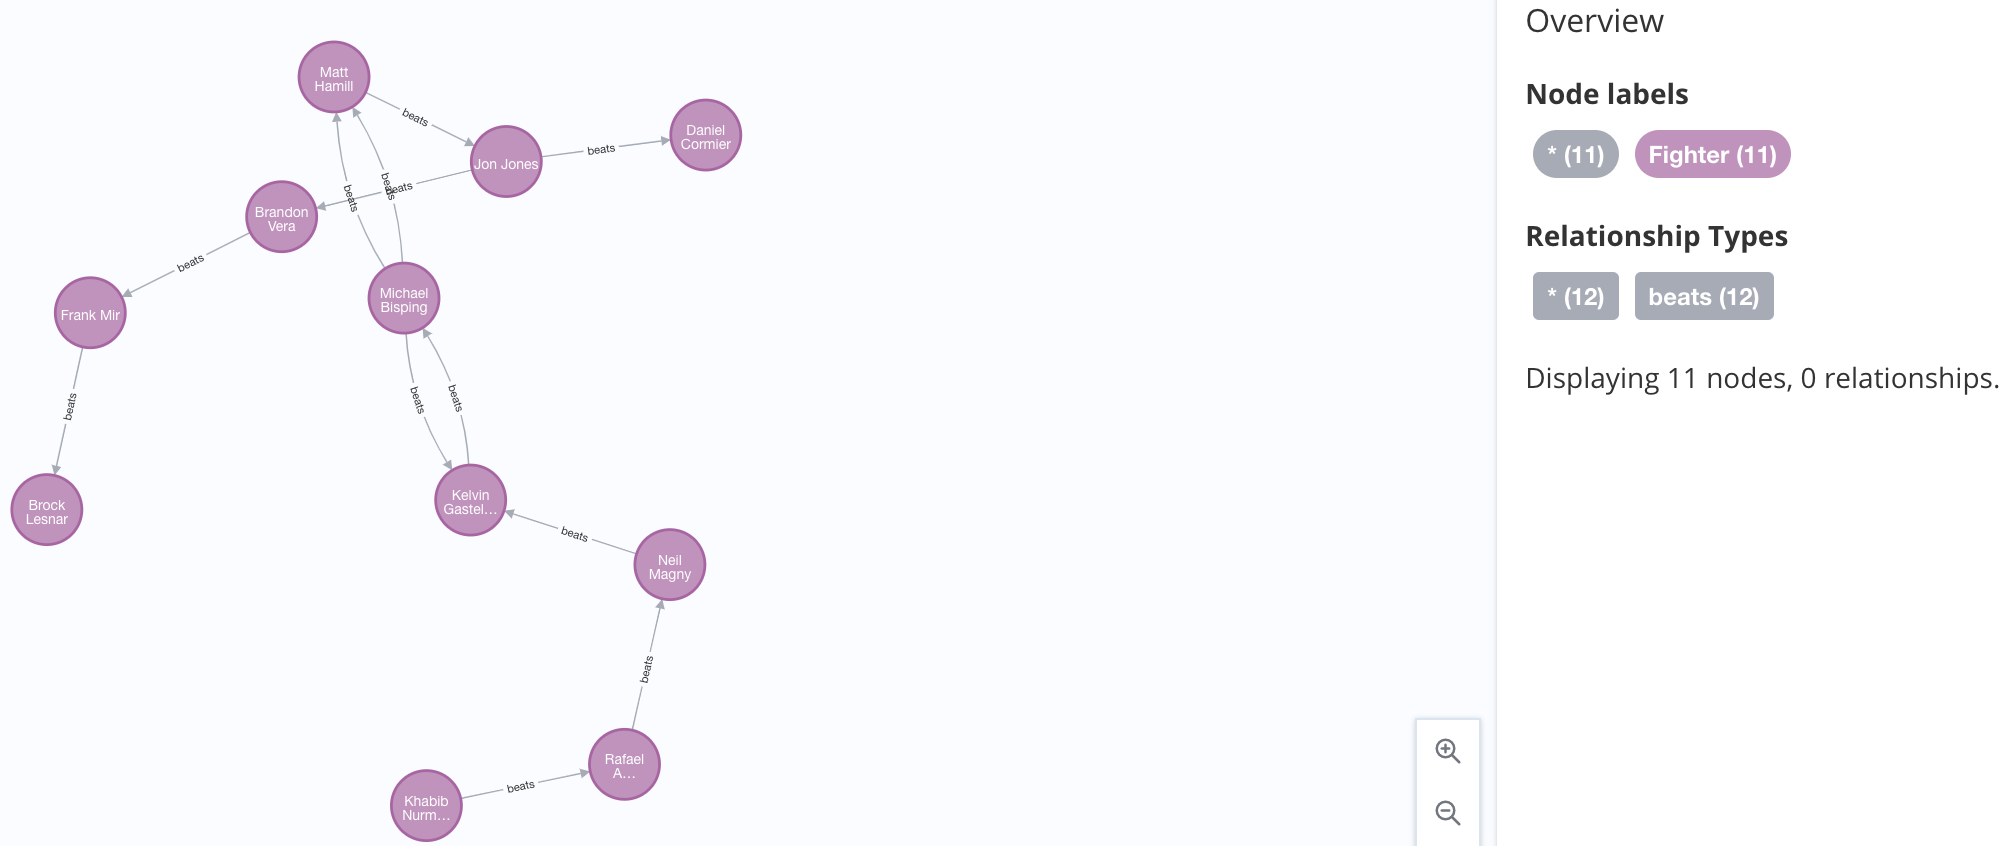 Matt
Hamill
beats
Jon Jones
beats
Daniel
Cormier
beats
beats
beats
Brandon
Vera
beats
Frank Mir
Michael
Bisping
beats
beats
beats
Brock
Lesnar
Kelvin
Gastel...
beats
Neil
Magny
beats
Rafael
A...
beats
Khabib
Nurm...
Overview
Node labels
* (11)
Fighter (11)
Relationship Types
* (12)
beats (12)
Displaying 11 nodes, 0 relationships.